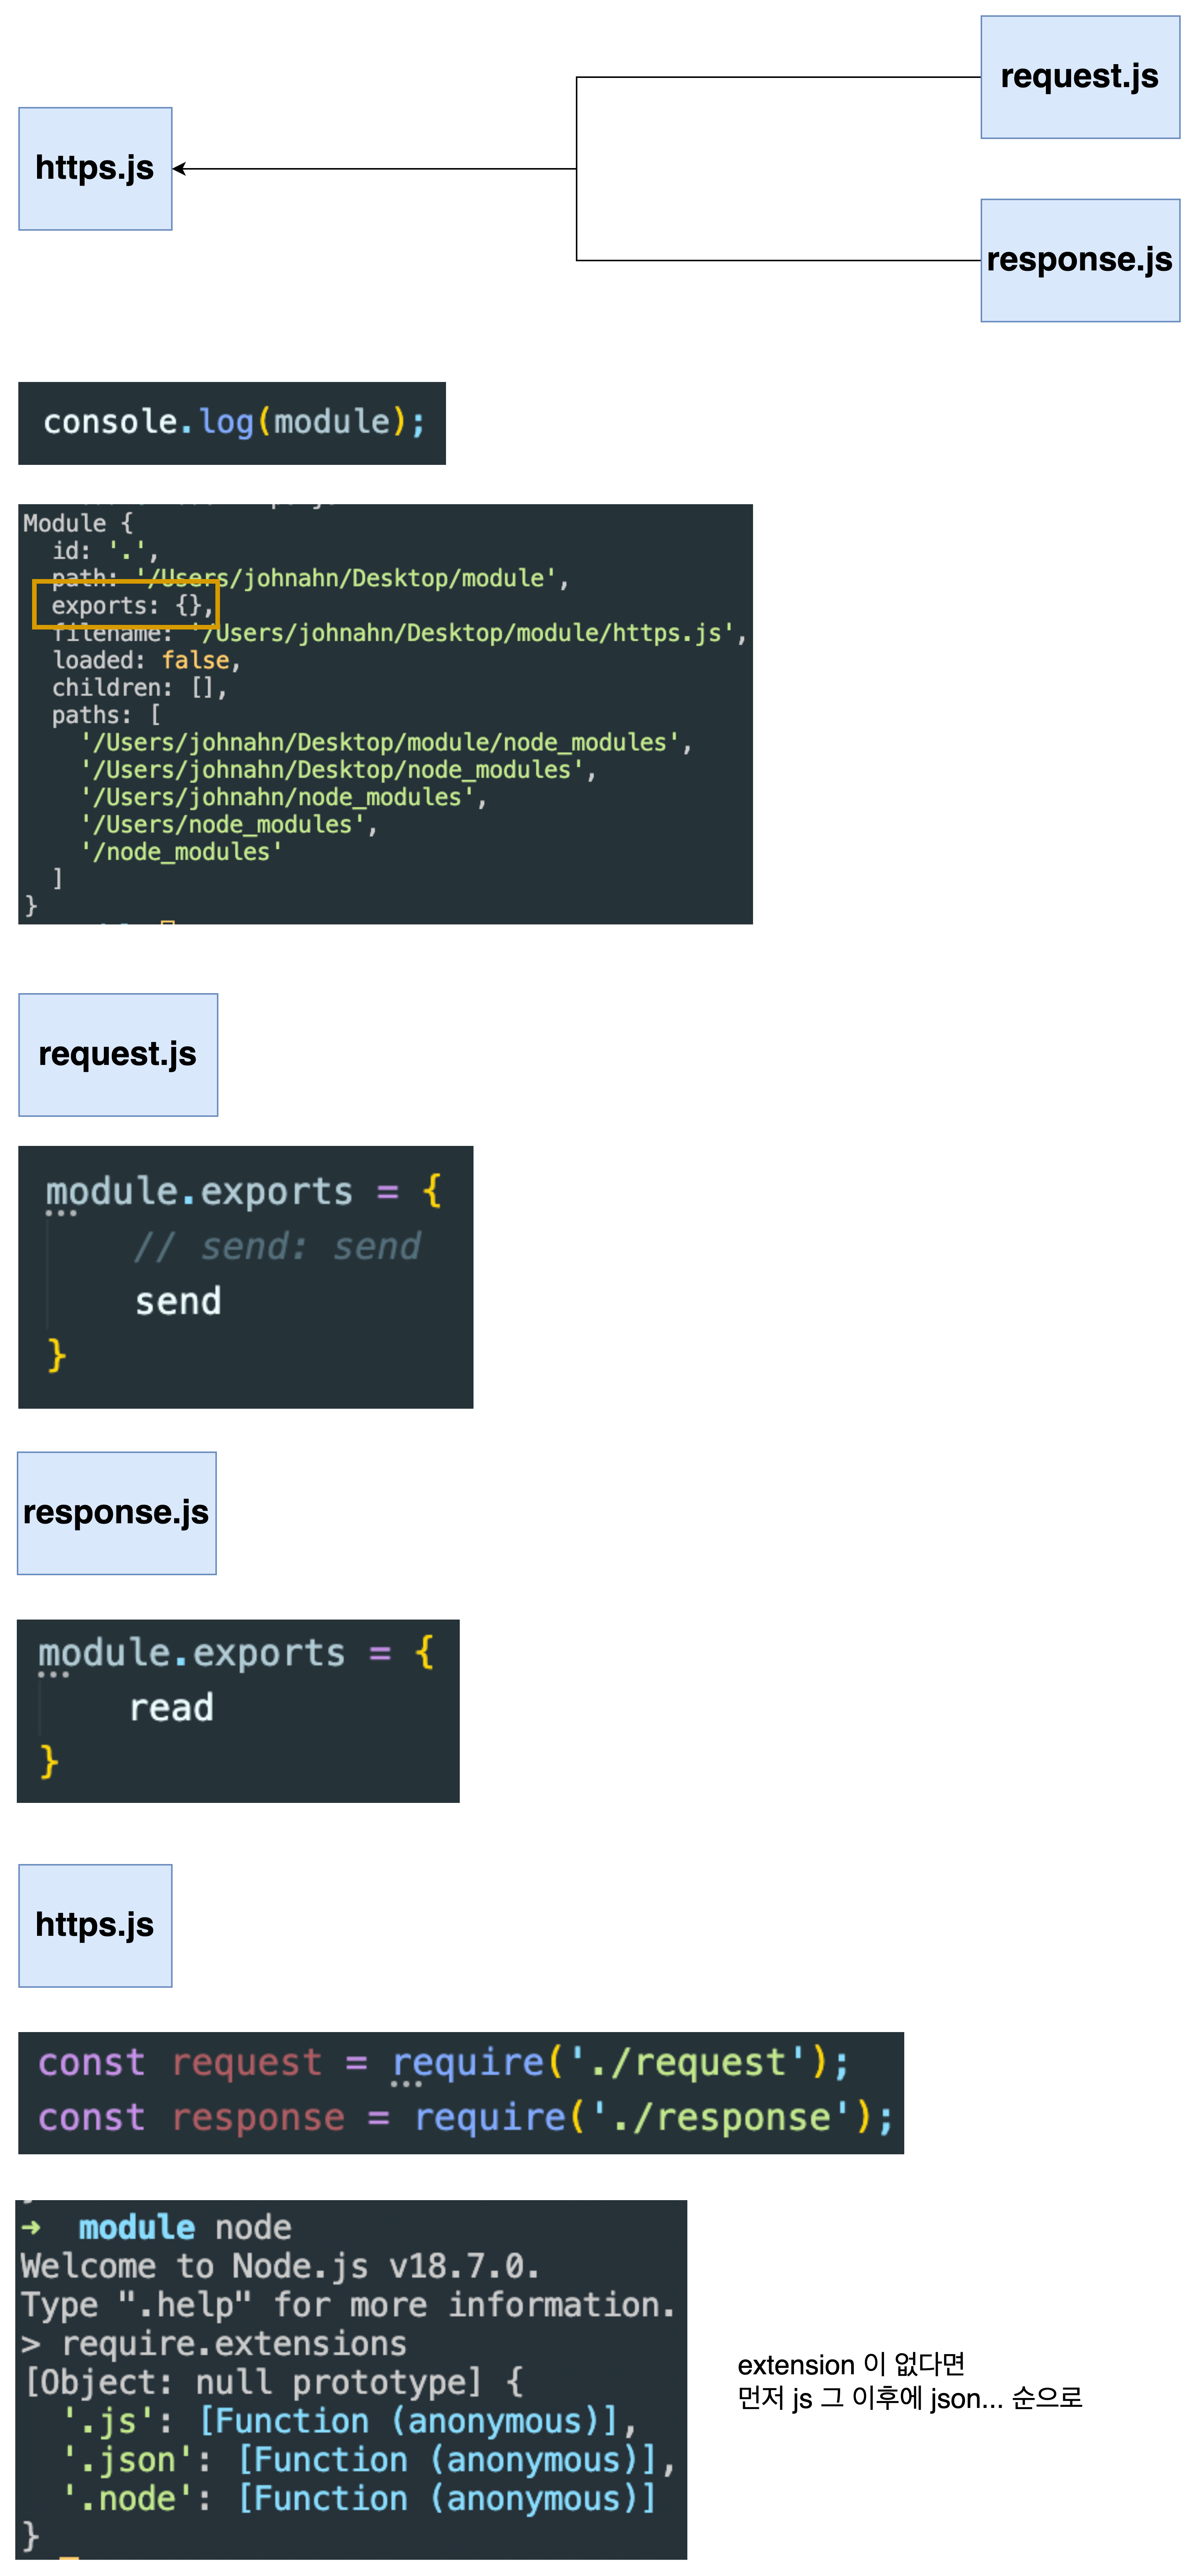 request.js
https.js
response.js
console.log(module);
Module {
id: '.',
path: '/Users/johnahn/Desktop/module',
exports: {},
filename: '/Users/johnahn/Desktop/module/https.js',
loaded: false,
children: [],
paths: [
'/Users/johnahn/Desktop/module/node_modules',
'/Users/johnahn/Desktop/node_modules',
'/Users/johnahn/node_modules',
'/Users/node_modules',
'/node_modules'
]
}
request.js
module.exports = {
// send: send
send
}
response.js
module.exports = {
read
}
https.js
const request = require('./request');
const response = require('./response');
➜ module node
Welcome to Node.js v18.7.0.
Type ".help" for more information.
> require.extensions
[Object: null prototype] {
'.js': [Function (anonymous)],
'.json': [Function (anonymous)],
'.node': [Function (anonymous)]
}
extension 이 없다면
먼저 js 그 이후에 json... 순으로